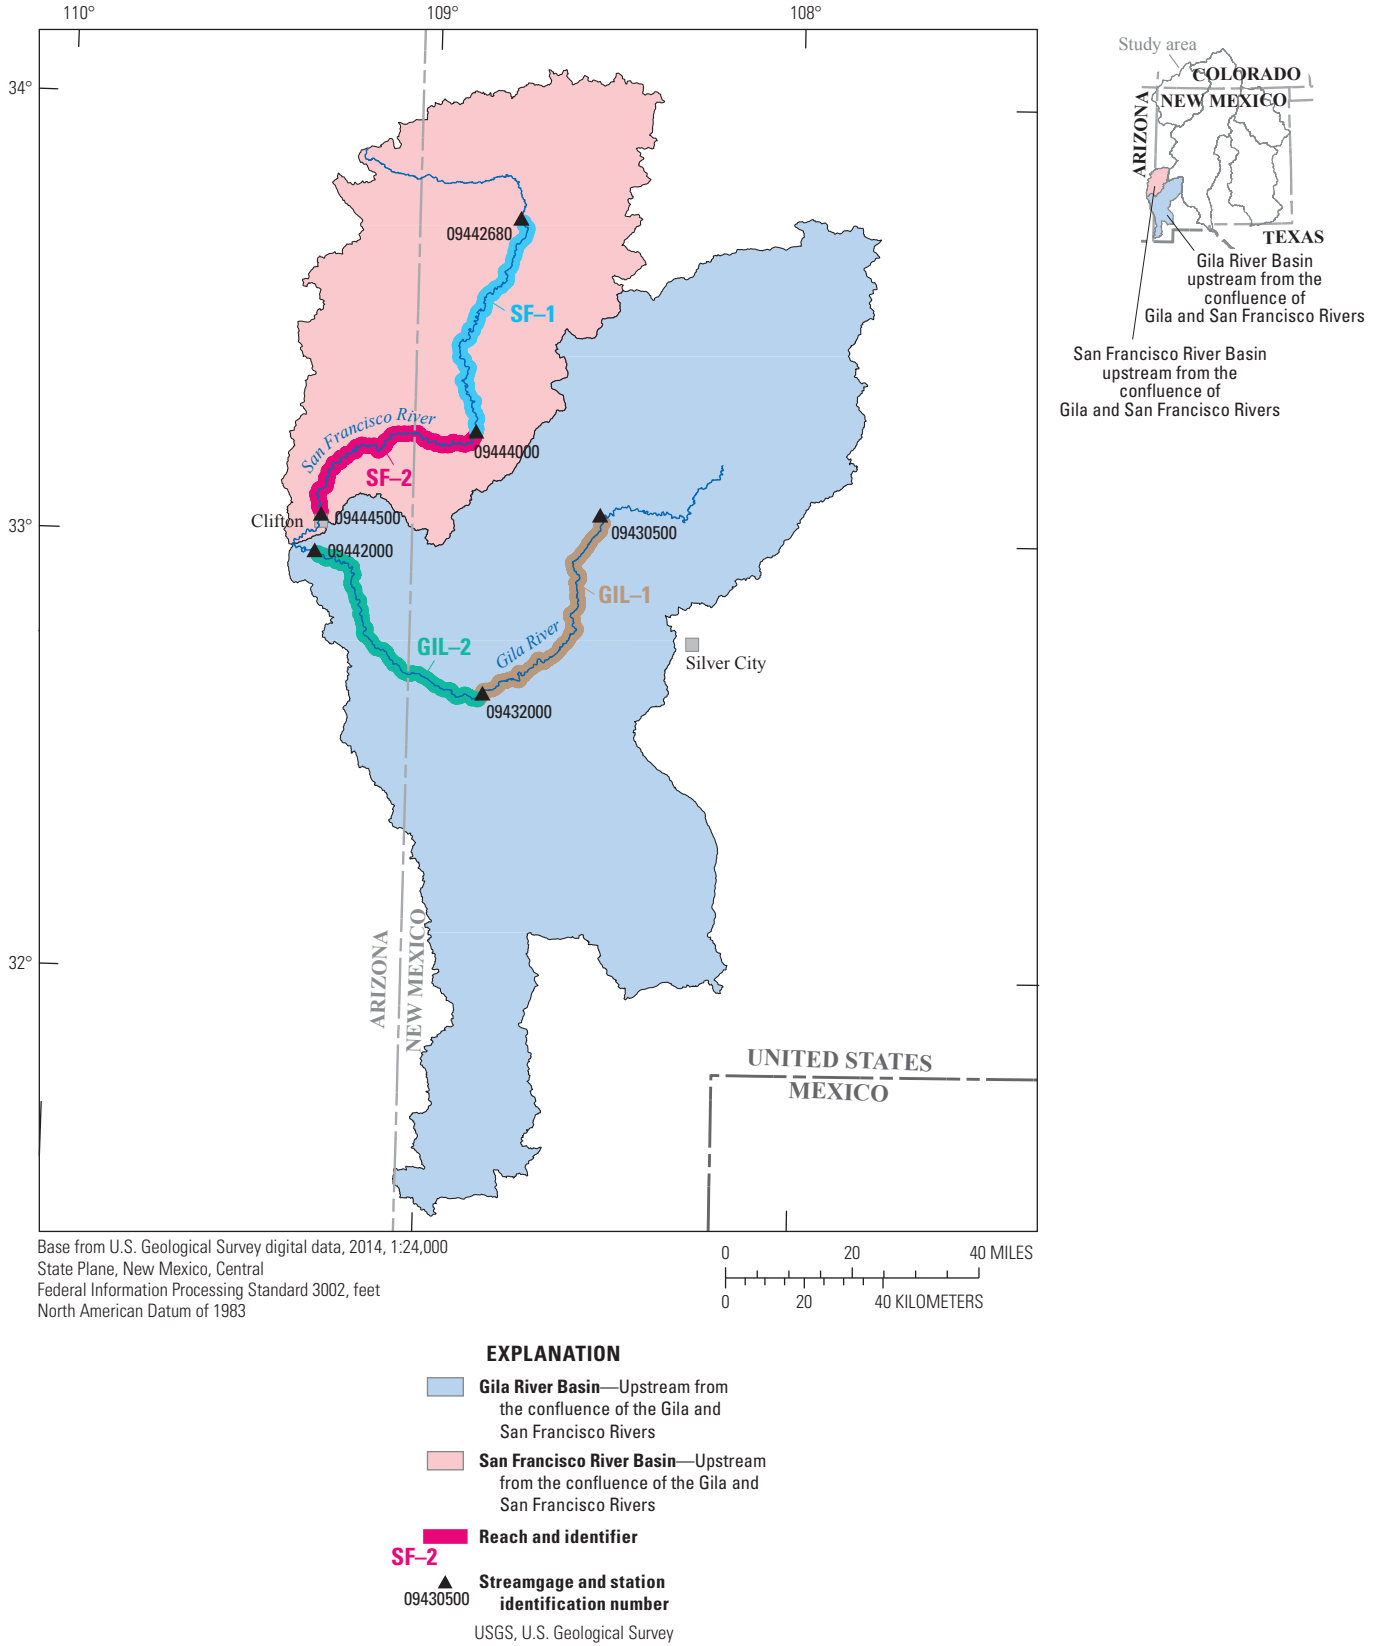 110°
109°
108°
34°
33°
32°
Study area
COLORADO
NEW MEXICO
ARIZONA
TEXAS
Gila River Basin
upstream from the
confluence of
Gila and San Francisco Rivers
San Francisco River Basin
upstream from the
confluence of
Gila and San Francisco Rivers
09442680
SF–1
San Francisco River
09444000
SF–2
Clifton
09444500
09442000
09430500
GIL–1
Gila River
GIL–2
Silver City
09432000
ARIZONA
NEW MEXICO
UNITED STATES
MEXICO
Base from U.S. Geological Survey digital data, 2014, 1:24,000
State Plane, New Mexico, Central
Federal Information Processing Standard 3002, feet
North American Datum of 1983
0 20 40 MILES
0 20 40 KILOMETERS
EXPLANATION
Gila River Basin—Upstream from
the confluence of the Gila and
San Francisco Rivers
San Francisco River Basin—Upstream
from the confluence of the Gila and
San Francisco Rivers
Reach and identifier
SF–2
Streamgage and station
identification number
09430500
USGS, U.S. Geological Survey